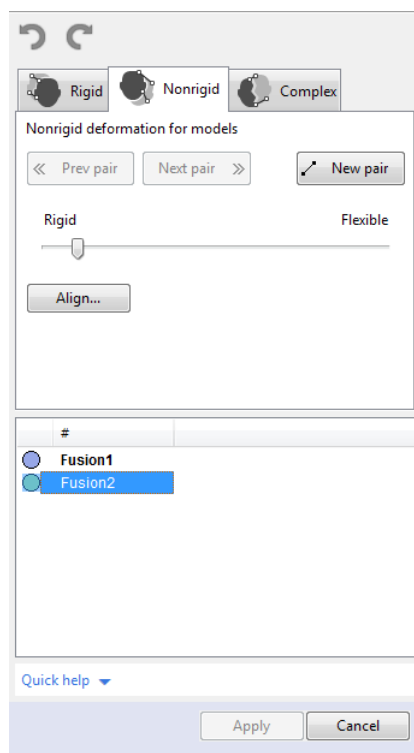 Rigid Nonrigid Complex
Nonrigid deformation for models
« Prev pair Next pair » New pair
Rigid Flexible
Align...
#
Fusion1
Fusion2
Quick help
Apply Cancel